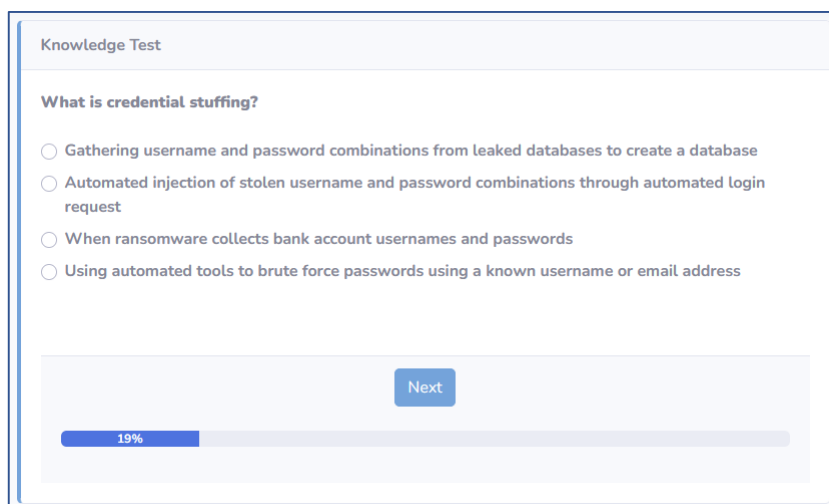 Knowledge Test
What is credential stuffing?
Gathering username and password combinations from leaked databases to create a database
Automated injection of stolen username and password combinations through automated login
request
When ransomware collects bank account usernames and passwords
Using automated tools to brute force passwords using a known username or email address
Next
19%